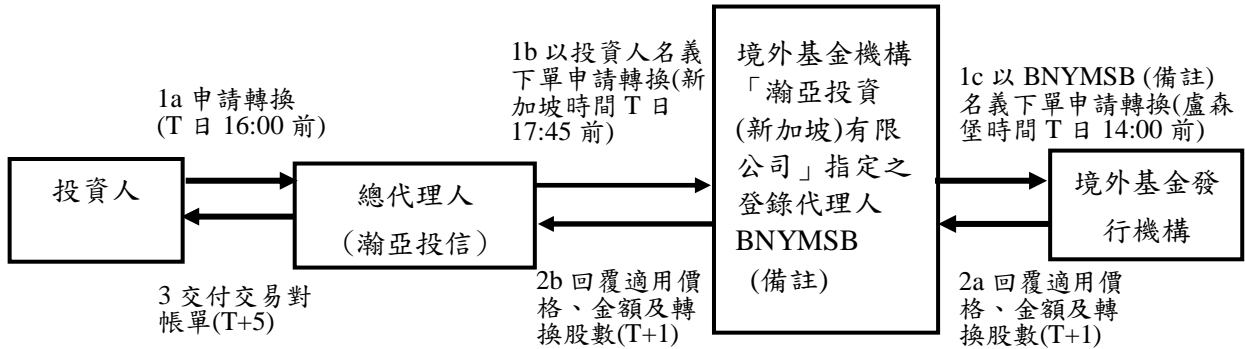 1a 申請轉換
(T 日 16:00 前)
1b 以投資人名義
下單申請轉換(新
加坡時間 T 日
17:45 前)
境外基金機構
「瀚亞投資
(新加坡)有限
公司」指定之
登錄代理人
BNYMSB
(備註)
1c 以 BNYMSB (備註)
名義下單申請轉換(盧森
堡時間 T 日 14:00 前)
投資人
總代理人
（瀚亞投信）
境外基金發
行機構
3 交付交易對
帳單(T+5)
2b 回覆適用價
格、金額及轉
換股數(T+1)
2a 回覆適用價
格、金額及轉
換股數(T+1)